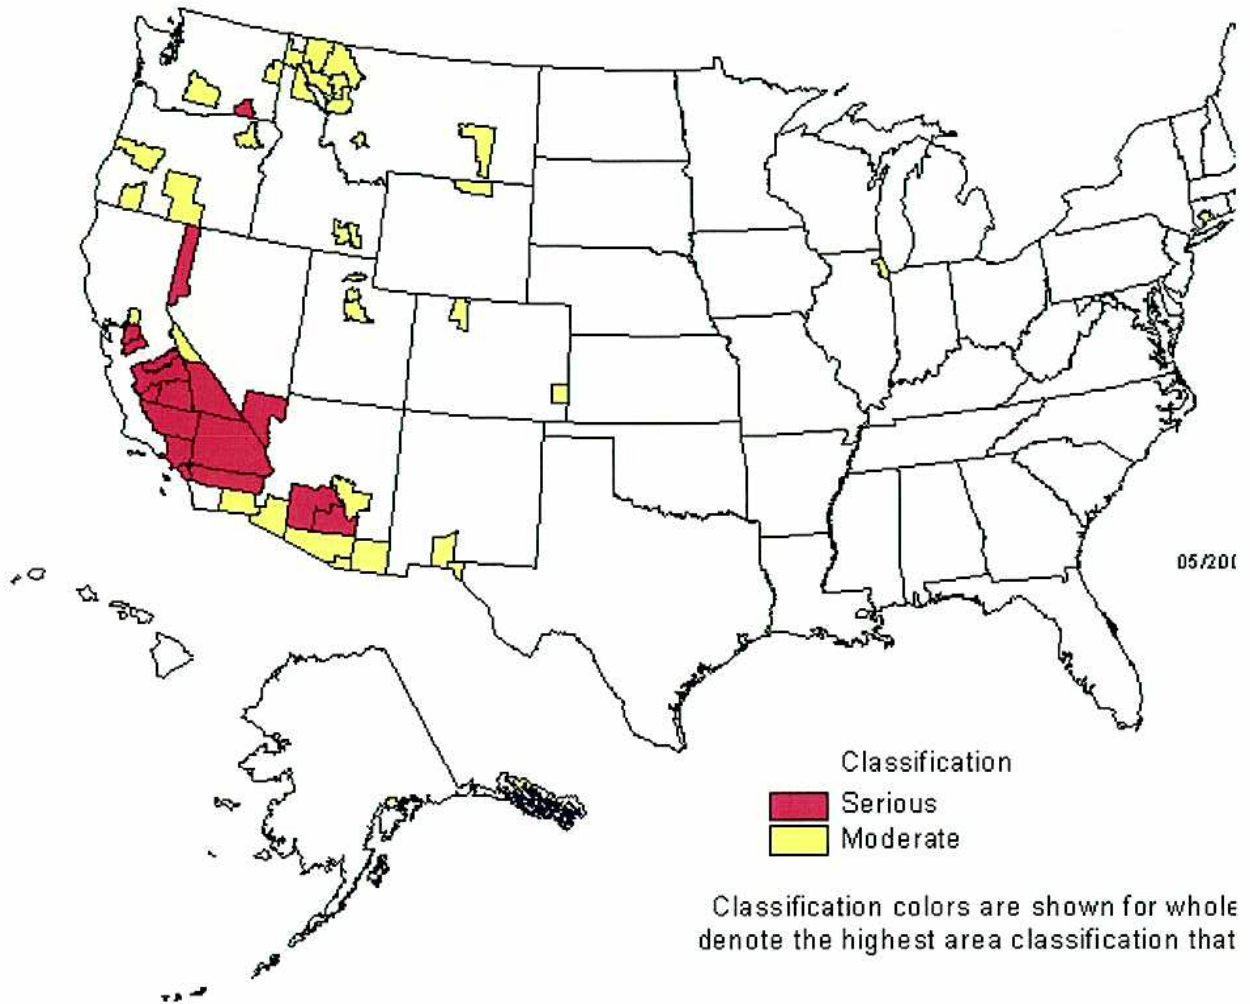 05/200
Classification
Serious
Moderate
Classification colors are shown for whole
denote the highest area classification that